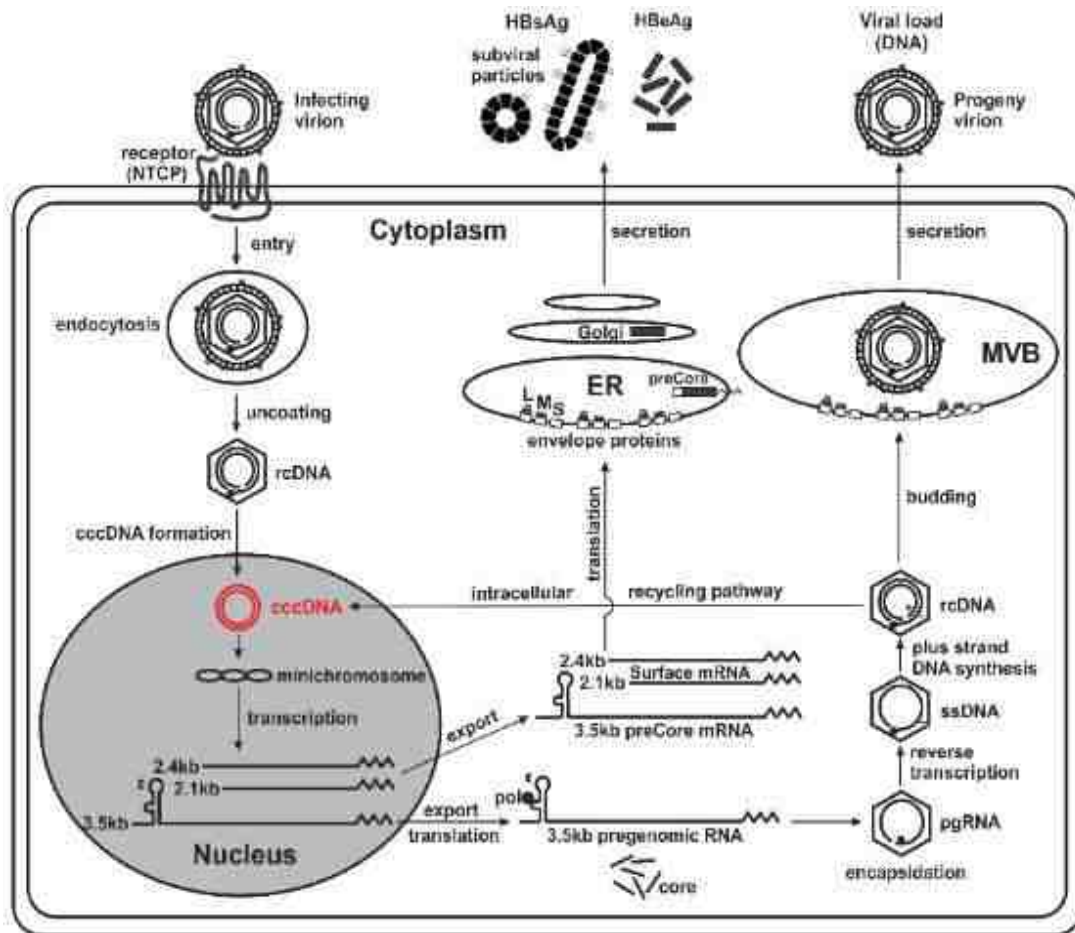 HBsAg
HBeAg
Viral load
(DNA)
subviral
particles
Infecting
virion
Progeny
virion
receptor
(NTCP)
Cytoplasm
entry
secretion
secretion
endocytosis
Golgi
MVB
ER
preCore
L
M
S
envelope proteins
uncoating
rcDNA
budding
translation
cccDNA formation
cccDNA
intracellular recycling pathway
rcDNA
minichromosome
plus strand
DNA synthesis
2.4kb
Surface mRNA
2.1kb
ssDNA
transcription
export
3.5kb preCore mRNA
reverse
transcription
2.4kb
ε
2.1kb
ε
pol
3.5kb
export
translation
3.5kb pregenomic RNA
pgRNA
Nucleus
core
encapsidation